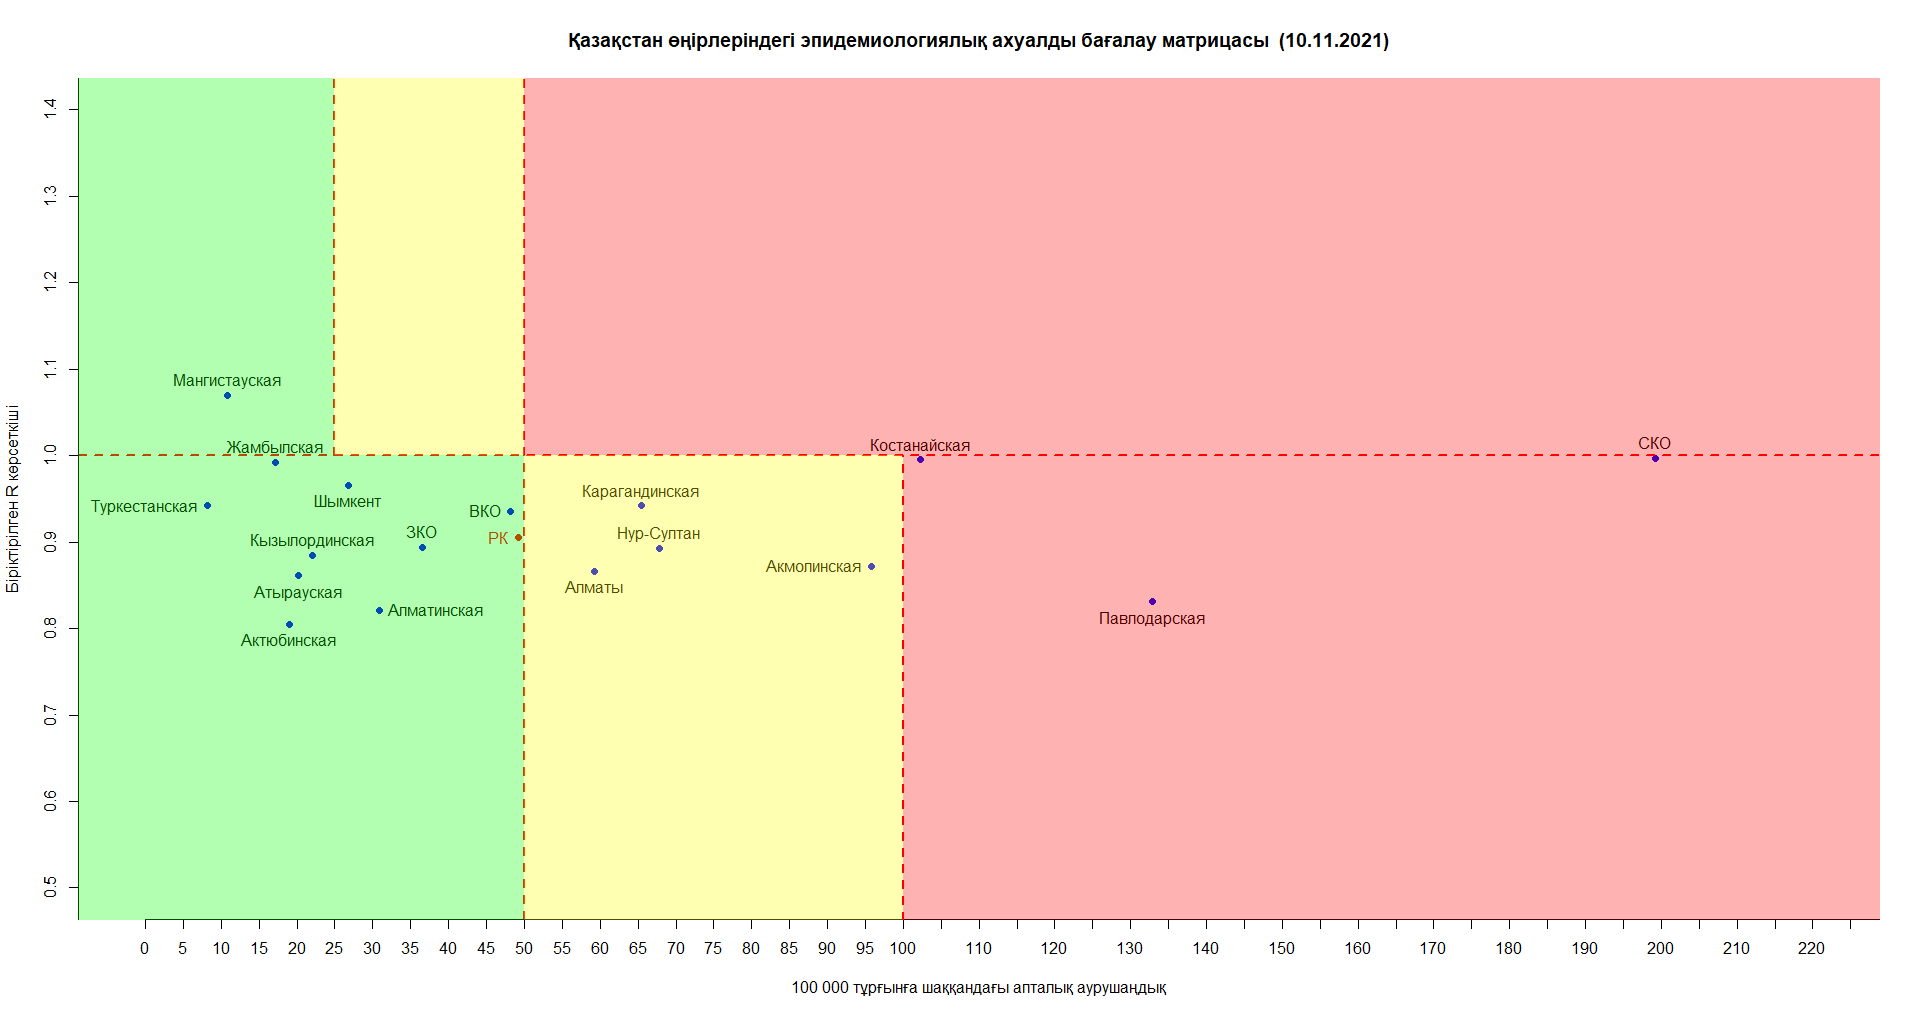 Қазақстан өңірлеріндегі эпидемиологиялық ахуалды бағалау матрицасы (10.11.2021)
Біріктірілген R көрсеткіші
1.4
1.3
1.2
1.1
1.0
0.9
0.8
0.7
0.6
0.5
Мангистауская
Жамбылская
Костанайская
СКО
Туркестанская
Шымкент
ВКО
Карагандинская
Кызылординская
ЗКО
РК
Нур-Султан
Атырауская
Алматы
Акмолинская
Актюбинская
Алматинская
Павлодарская
0 5 10 15 20 25 30 35 40 45 50 55 60 65 70 75 80 85 90 95 100 110 120 130 140 150 160 170 180 190 200 210 220
100 000 тұрғынға шаққандағы апталық аурушаңдық